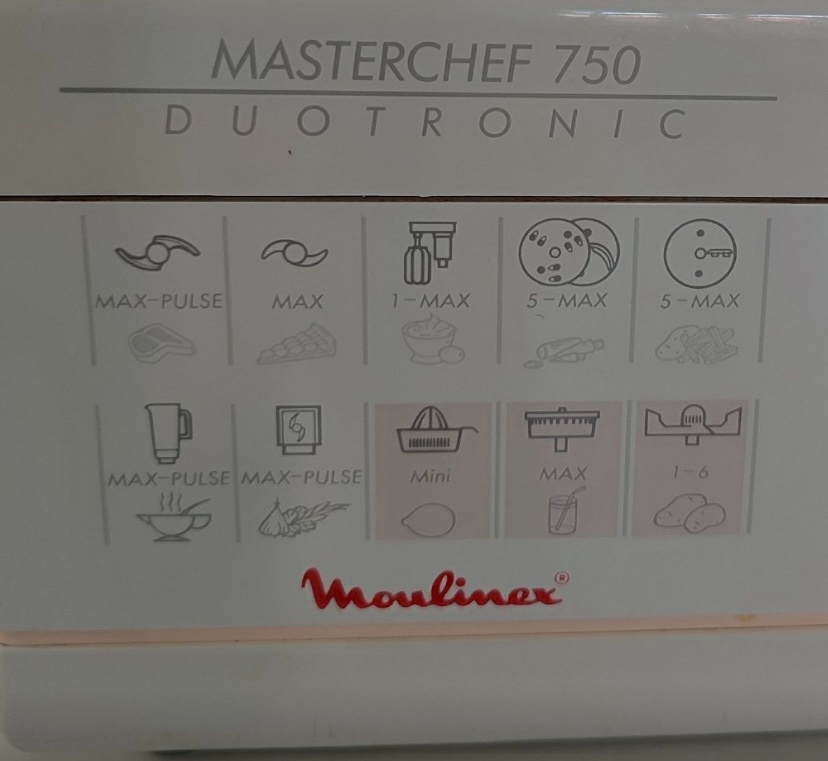 MASTERCHEF 750
DUOTRONIC
MAX-PULSE MAX 1-MAX 5-MAX 5-MAX
MAX-PULSE MAX-PULSE Mini MAX 1-6
Moulinex®